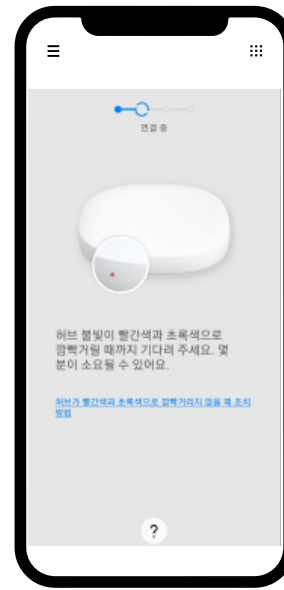 연결 중
허브 불빛이 빨간색과 초록색으로
깜빡거릴 때까지 기다려 주세요. 몇
분이 소요될 수 있어요.
허브가 빨간색과 초록색으로 깜빡거리지 않을 때 조치
방법
?